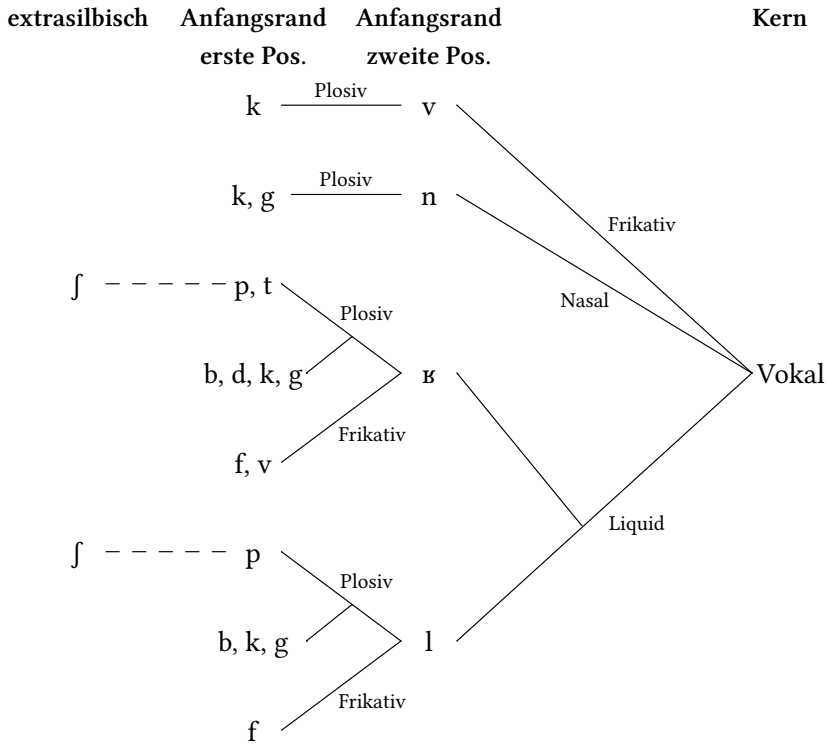 extrasilbisch Anfangsrand Anfangsrand Kern
erste Pos. zweite Pos.
k Plosiv v
k, g Plosiv n
Frikativ
ʃ p, t
Nasal
Plosiv
b, d, k, g ʁ Vokal
Frikativ
f, v
Liquid
ʃ p
Plosiv
b, k, g l
Frikativ
f